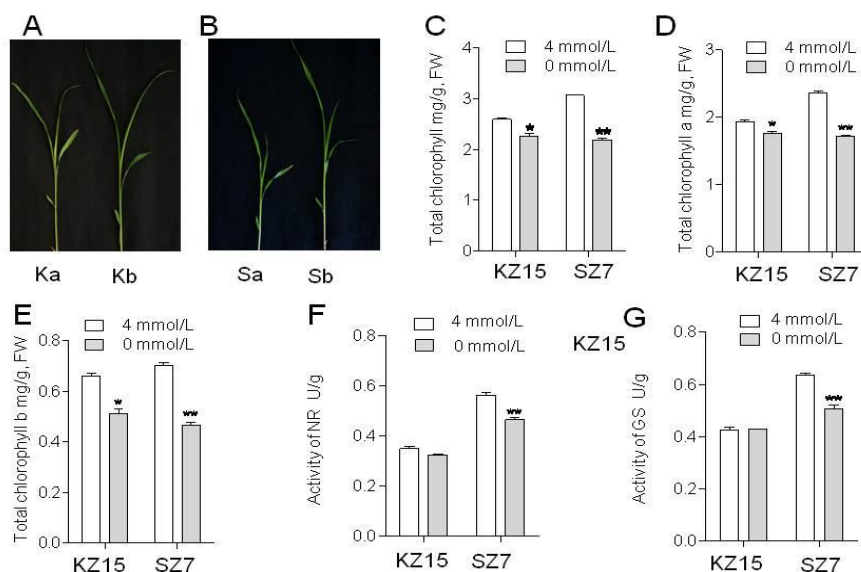 A
Ka
Kb
B
Sa
Sb
C
4 mmol/L
0 mmol/L
Total chlorophyll mg/g, FW
4
3
2
1
0
*
**
KZ15
SZ7
D
4 mmol/L
0 mmol/L
Total chlorophyll a mg/g, FW
3
2
1
0
*
**
KZ15
SZ7
E
4 mmol/L
0 mmol/L
Total chlorophyll b mg/g, FW
0.8
0.6
0.4
0.2
0.0
*
**
KZ15
SZ7
F
4 mmol/L
0 mmol/L
Activity of NR U/g
0.8
0.6
0.4
0.2
0.0
**
KZ15
SZ7
KZ15
G
4 mmol/L
0 mmol/L
Activity of GS U/g
0.8
0.6
0.4
0.2
0.0
**
KZ15
SZ7